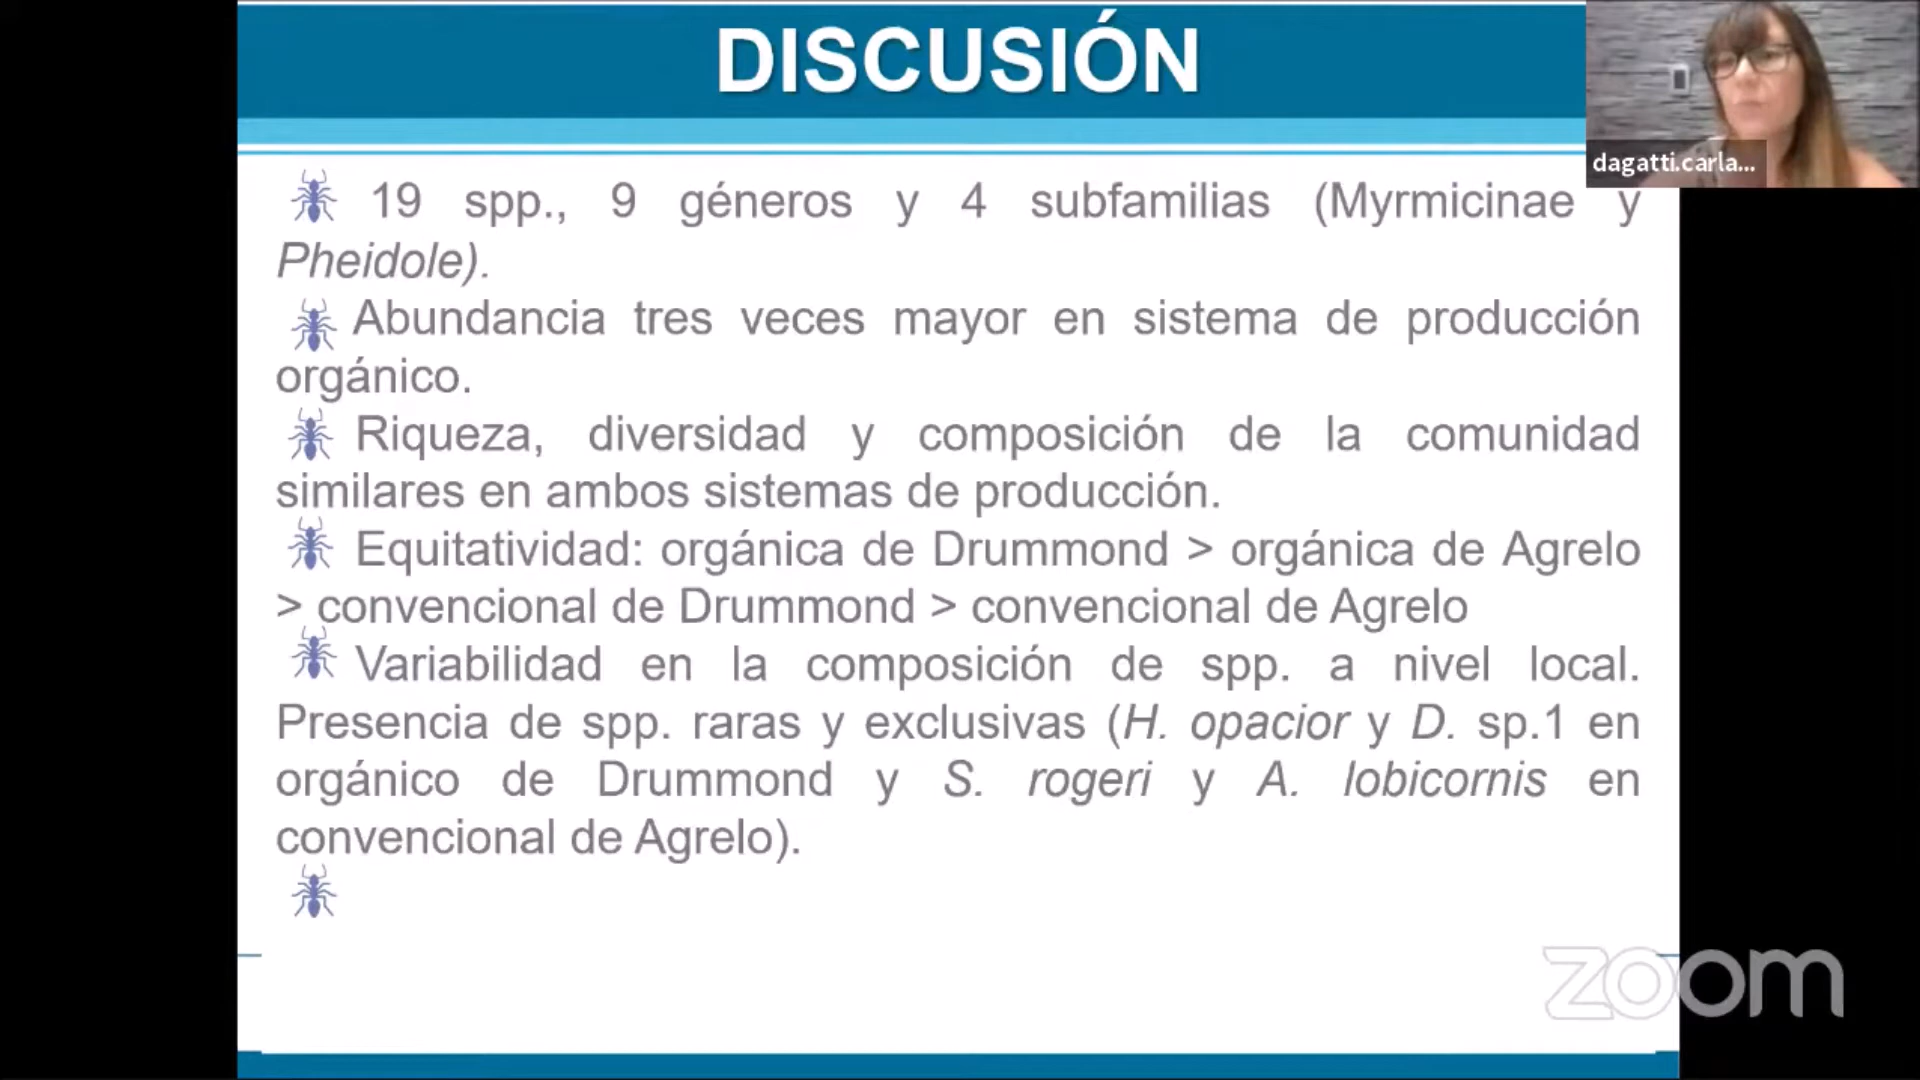 DISCUSIÓN
dagatti.carla...
19 spp., 9 géneros y 4 subfamilias (Myrmicinae y
Pheidole).
Abundancia tres veces mayor en sistema de producción
orgánico.
Riqueza, diversidad y composición de la comunidad
similares en ambos sistemas de producción.
Equitatividad: orgánica de Drummond > orgánica de Agrelo
> convencional de Drummond > convencional de Agrelo
Variabilidad en la composición de spp. a nivel local.
Presencia de spp. raras y exclusivas (H. opacior y D. sp.1 en
orgánico de Drummond y S. rogeri y A. lobicornis en
convencional de Agrelo).
zoom